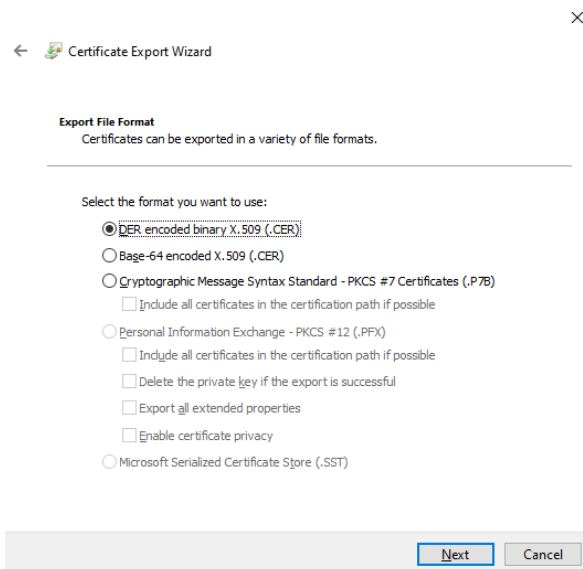 Certificate Export Wizard
Export File Format
Certificates can be exported in a variety of file formats.
Select the format you want to use:
DER encoded binary X.509 (.CER)
Base-64 encoded X.509 (.CER)
Cryptographic Message Syntax Standard - PKCS #7 Certificates (.P7B)
Include all certificates in the certification path if possible
Personal Information Exchange - PKCS #12 (.PFX)
Include all certificates in the certification path if possible
Delete the private key if the export is successful
Export all extended properties
Enable certificate privacy
Microsoft Serialized Certificate Store (.SST)
Next Cancel